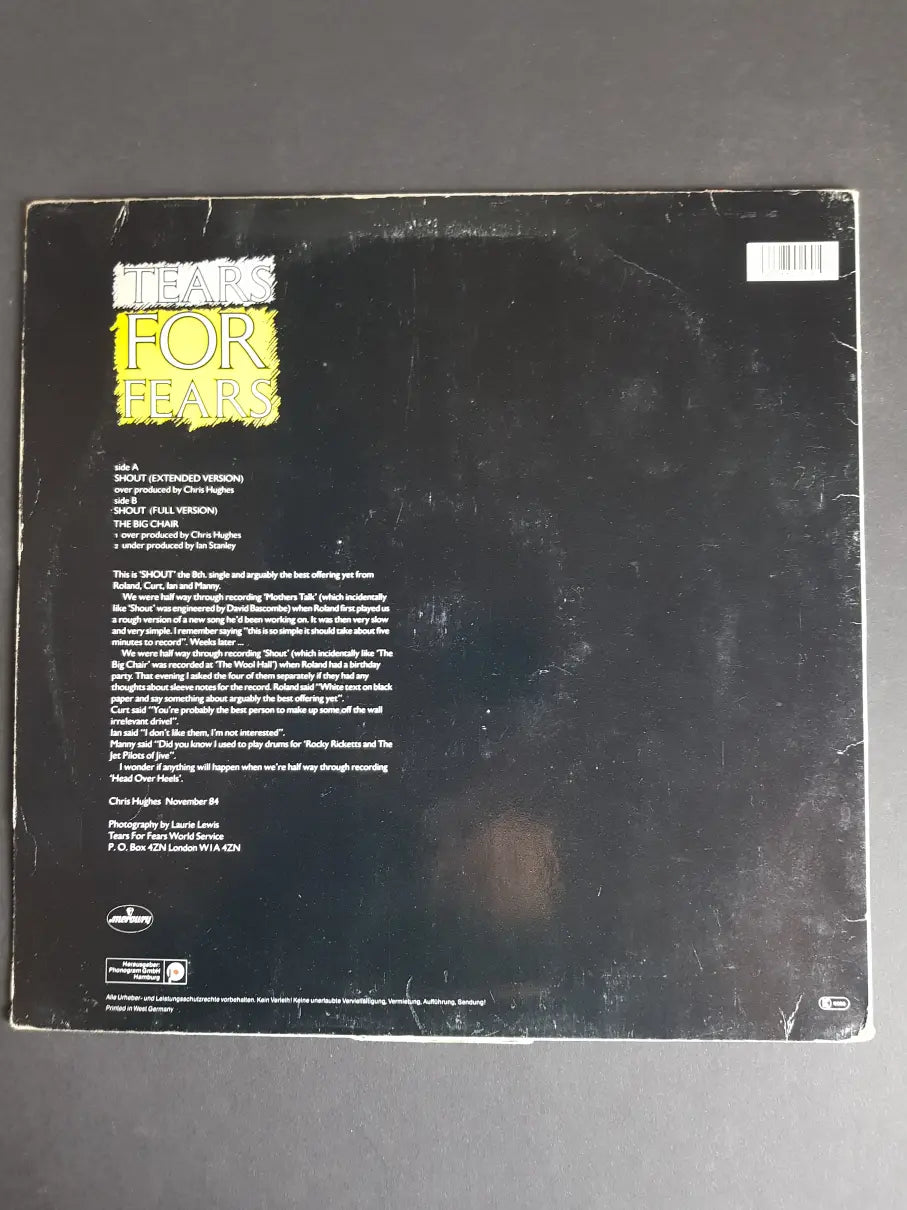 TEARS
FOR
FEARS
side A
SHOUT (EXTENDED VERSION)
over produced by Chris Hughes
side B
SHOUT (FULL VERSION)
THE BIG CHAIR
1 over produced by Chris Hughes
2 under produced by Ian Stanley
This is 'SHOUT' the 8th. single and arguably the best offering yet from
Roland, Curt, Ian and Manny.
We were half way through recording 'Mothers Talk' (which incidentally
like 'Shout' was engineered by David Bascombe) when Roland first played us
a rough version of a new song he'd been working on. It was then very slow
and very simple. I remember saying "this is so simple it should take about five
minutes to record". Weeks later ...
We were half way through recording 'Shout' (which incidentally like 'The
Big Chair' was recorded at 'The Wool Hall') when Roland had a birthday
party. That evening I asked the four of them separately if they had any
thoughts about sleeve notes for the record. Roland said "White text on black
paper and say something about arguably the best offering yet".
Curt said "You're probably the best person to make up some off the wall
irrelevant drivel".
Ian said "I don't like them, I'm not interested".
Manny said "Did you know I used to play drums for 'Rocky Ricketts and The
Jet Pilots of Jive".
I wonder if anything will happen when we're half way through recording
'Head Over Heels'.
Chris Hughes November 84
Photography by Laurie Lewis
Tears For Fears World Service
P. O. Box 4ZN London W1A 4ZN
mercury
Herausgeber:
Phonogram GmbH
Hamburg
Alle Urheber- und Leistungsschutzrechte vorbehalten. Kein Verleih! Keine unerlaubte Vervielfältigung, Vermietung, Aufführung, Sendung!
Printed in West Germany